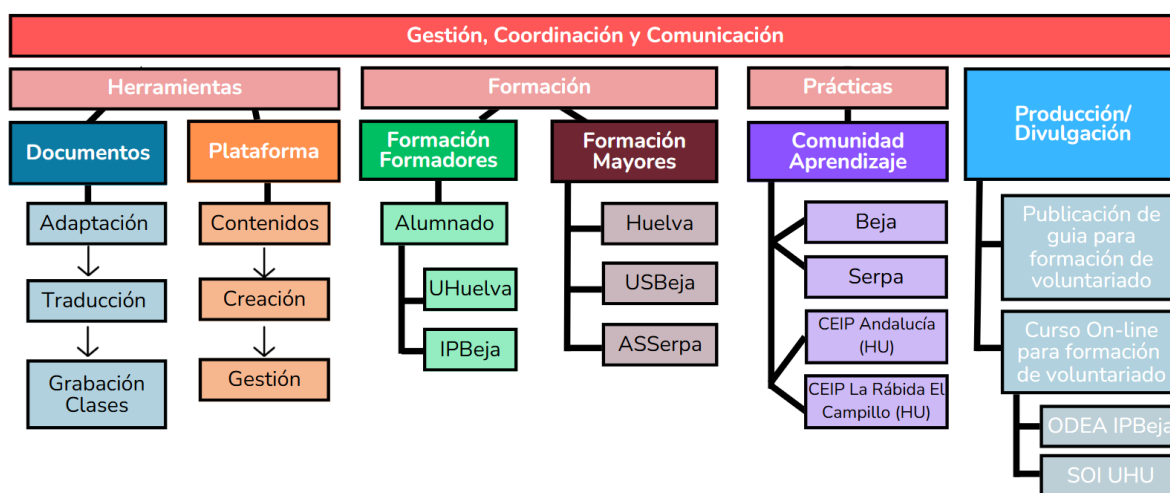 Gestión, Coordinación y Comunicación
Herramientas
Formación
Prácticas
Producción/
Divulgación
Documentos
Plataforma
Formación
Formadores
Formación
Mayores
Comunidad
Aprendizaje
Adaptación
Traducción
Grabación
Clases
Contenidos
Creación
Gestión
Alumnado
UHuelva
IPBeja
Huelva
USBeja
ASSerpa
Beja
Serpa
CEIP Andalucía
(HU)
CEIP La Rábida El
Campillo (HU)
Publicación de
guia para
formación de
voluntariado
Curso On-line
para formación
de voluntariado
ODEA IPBeja
SOI UHU